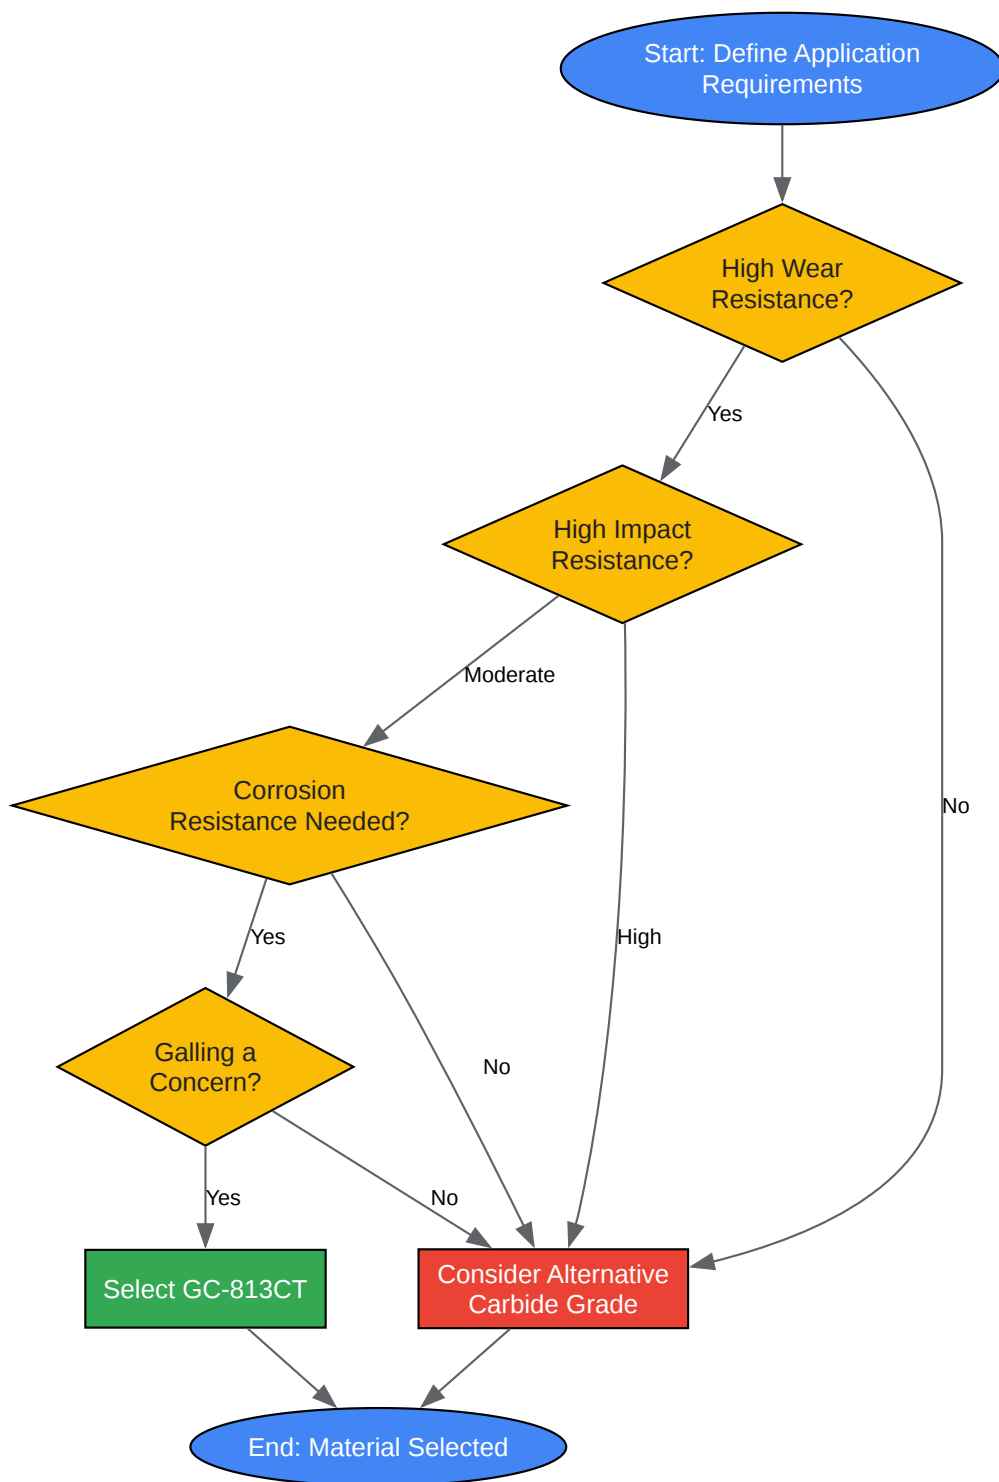 Start: Define Application
Requirements
High Wear
Resistance?
Yes
High Impact
Resistance?
Moderate
Corrosion
Resistance Needed?
No
Yes
High
Galling a
Concern?
No
Yes
No
Select GC-813CT
Consider Alternative
Carbide Grade
End: Material Selected